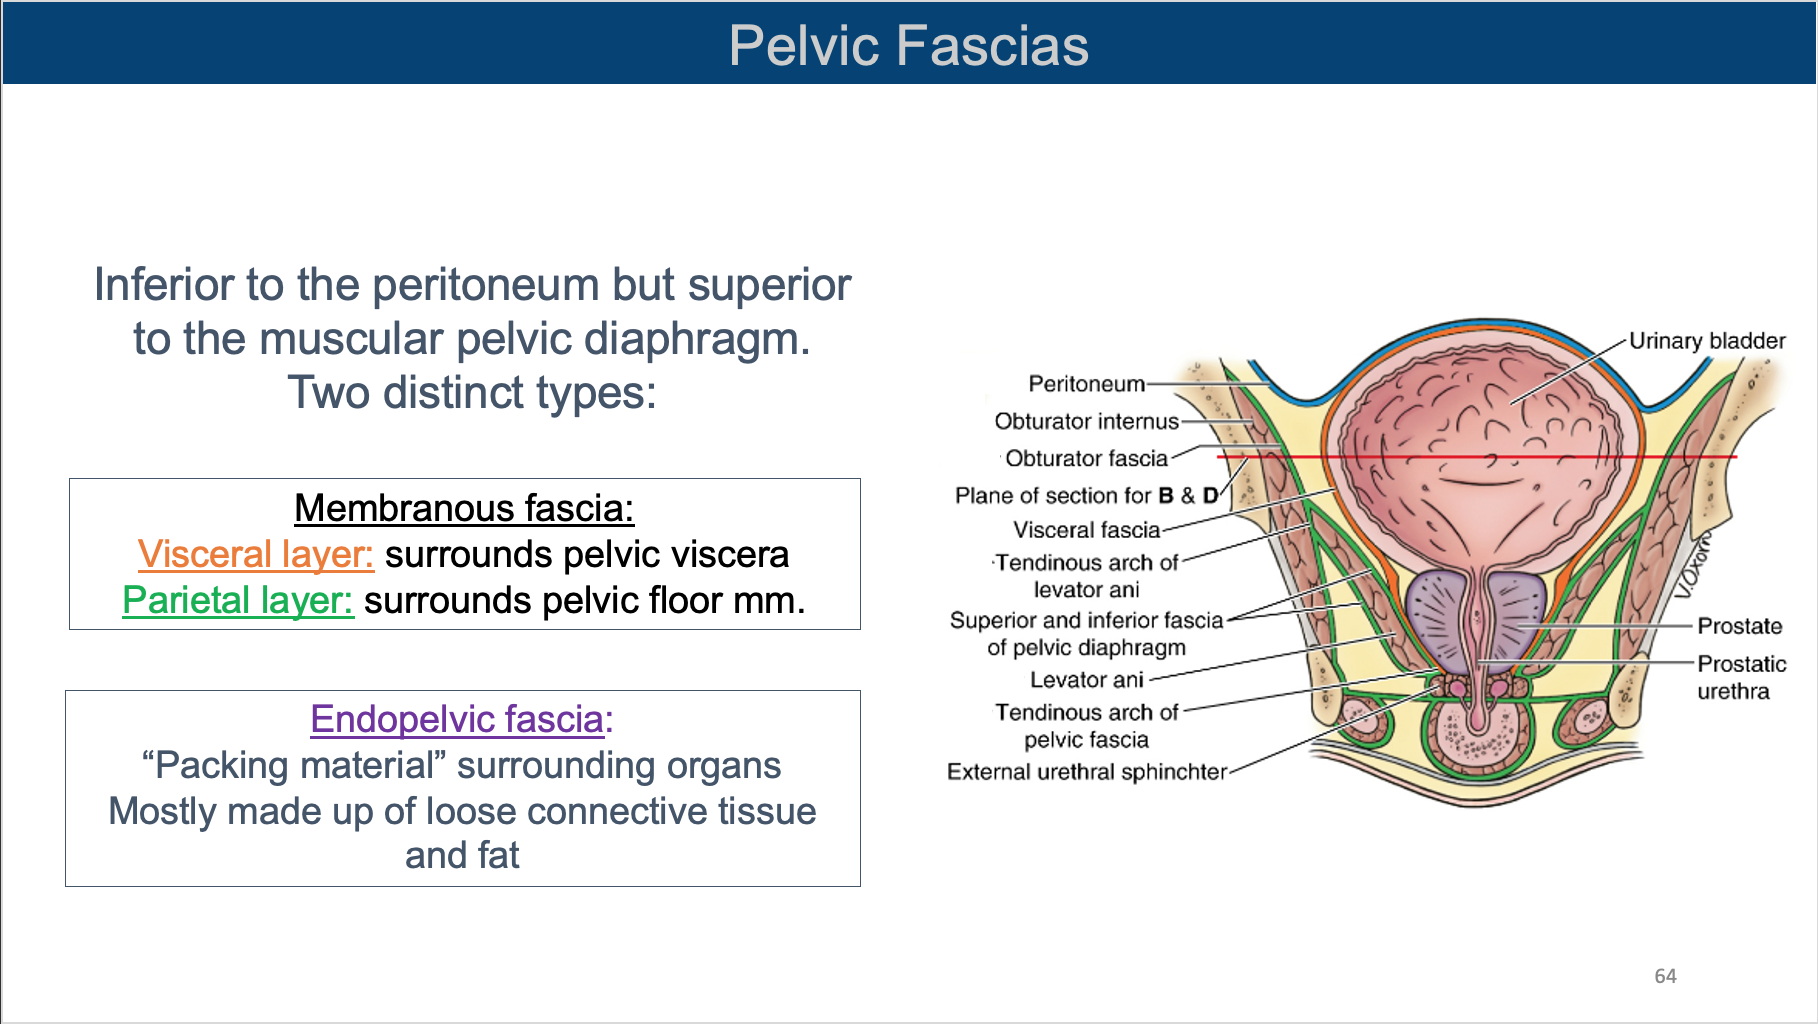 Pelvic Fascias
Inferior to the peritoneum but superior
to the muscular pelvic diaphragm.
Two distinct types:
Membranous fascia:
Visceral layer: surrounds pelvic viscera
Parietal layer: surrounds pelvic floor mm.
Endopelvic fascia:
“Packing material” surrounding organs
Mostly made up of loose connective tissue
and fat
Peritoneum
Obturator internus
Obturator fascia
Plane of section for B & D
Visceral fascia
Tendinous arch of
levator ani
Superior and inferior fascia
of pelvic diaphragm
Levator ani
Tendinous arch of
pelvic fascia
External urethral sphinchter
Urinary bladder
V.Oxorn
Prostate
Prostatic
urethra
64